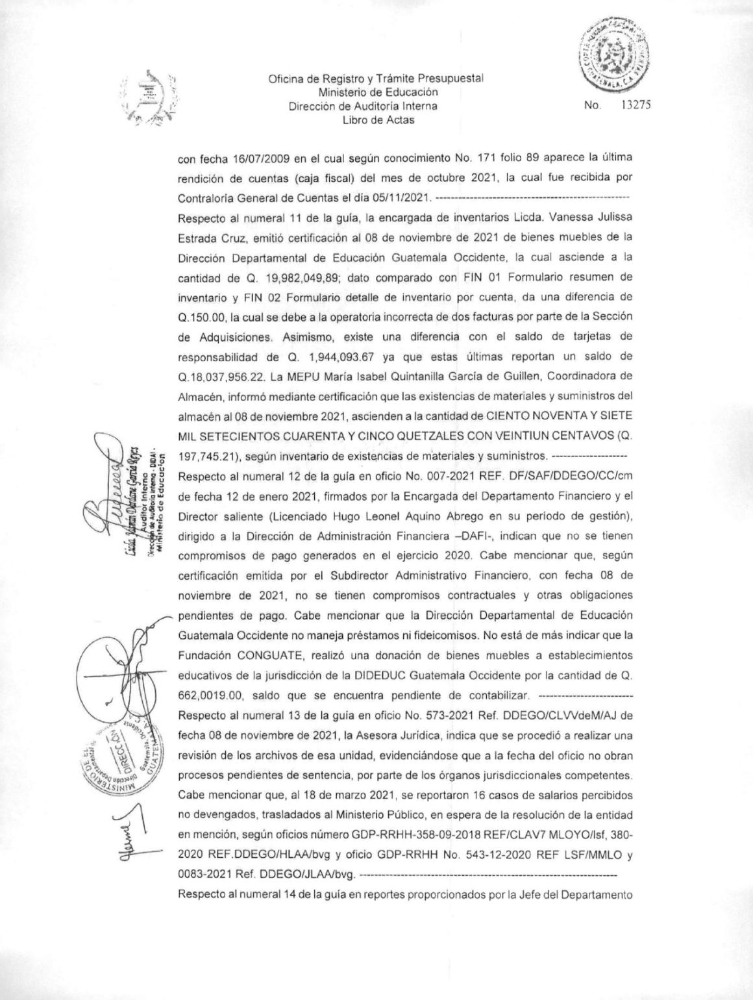 Oficina de Registro y Trámite Presupuestal
Ministerio de Educación
Dirección de Auditoría Interna
Libro de Actas
No. 13275
con fecha 16/07/2009 en el cual según conocimiento No. 171 folio 89 aparece la última
rendición de cuentas (caja fiscal) del mes de octubre 2021, la cual fue recibida por
Contraloría General de Cuentas el día 05/11/2021. --------------------------------------------------
Respecto al numeral 11 de la guía, la encargada de inventarios Licda. Vanessa Julissa
Estrada Cruz, emitió certificación al 08 de noviembre de 2021 de bienes muebles de la
Dirección Departamental de Educación Guatemala Occidente, la cual asciende a la
cantidad de Q. 19,982,049,89; dato comparado con FIN 01 Formulario resumen de
inventario y FIN 02 Formulario detalle de inventario por cuenta, da una diferencia de
Q.150.00, la cual se debe a la operatoria incorrecta de dos facturas por parte de la Sección
de Adquisiciones. Asimismo, existe una diferencia con el saldo de tarjetas de
responsabilidad de Q. 1,944,093.67 ya que estas últimas reportan un saldo de
Q.18,037,956.22. La MEPU María Isabel Quintanilla García de Guillen, Coordinadora de
Almacén, informó mediante certificación que las existencias de materiales y suministros del
almacén al 08 de noviembre 2021, ascienden a la cantidad de CIENTO NOVENTA Y SIETE
MIL SETECIENTOS CUARENTA Y CINCO QUETZALES CON VEINTIUN CENTAVOS (Q.
197,745.21), según inventario de existencias de materiales y suministros. --------------------
Respecto al numeral 12 de la guía en oficio No. 007-2021 REF. DF/SAF/DDEGO/CC/cm
de fecha 12 de enero 2021, firmados por la Encargada del Departamento Financiero y el
Director saliente (Licenciado Hugo Leonel Aquino Abrego en su período de gestión),
dirigido a la Dirección de Administración Financiera –DAFI-, indican que no se tienen
compromisos de pago generados en el ejercicio 2020. Cabe mencionar que, según
certificación emitida por el Subdirector Administrativo Financiero, con fecha 08 de
noviembre de 2021, no se tienen compromisos contractuales y otras obligaciones
pendientes de pago. Cabe mencionar que la Dirección Departamental de Educación
Guatemala Occidente no maneja préstamos ni fideicomisos. No está de más indicar que la
Fundación CONGUATE, realizó una donación de bienes muebles a establecimientos
educativos de la jurisdicción de la DIDEDUC Guatemala Occidente por la cantidad de Q.
662,0019.00, saldo que se encuentra pendiente de contabilizar. ------------------------
Respecto al numeral 13 de la guía en oficio No. 573-2021 Ref. DDEGO/CLVVdeM/AJ de
fecha 08 de noviembre de 2021, la Asesora Jurídica, indica que se procedió a realizar una
revisión de los archivos de esa unidad, evidenciándose que a la fecha del oficio no obran
procesos pendientes de sentencia, por parte de los órganos jurisdiccionales competentes.
Cabe mencionar que, al 18 de marzo 2021, se reportaron 16 casos de salarios percibidos
no devengados, trasladados al Ministerio Público, en espera de la resolución de la entidad
en mención, según oficios número GDP-RRHH-358-09-2018 REF/CLAV7 MLOYO/lsf, 380-
2020 REF.DDEGO/HLAA/bvg y oficio GDP-RRHH No. 543-12-2020 REF LSF/MMLO y
0083-2021 Ref. DDEGO/JLAA/bvg. ------------------------------------------------------------------
Respecto al numeral 14 de la guía en reportes proporcionados por la Jefe del Departamento
Licda. Yasmín Darlene García Reyes
Auditor Interno
Dirección de Auditoría Interna - DIDAI -
Ministerio de Educación
DIRECCIÓN